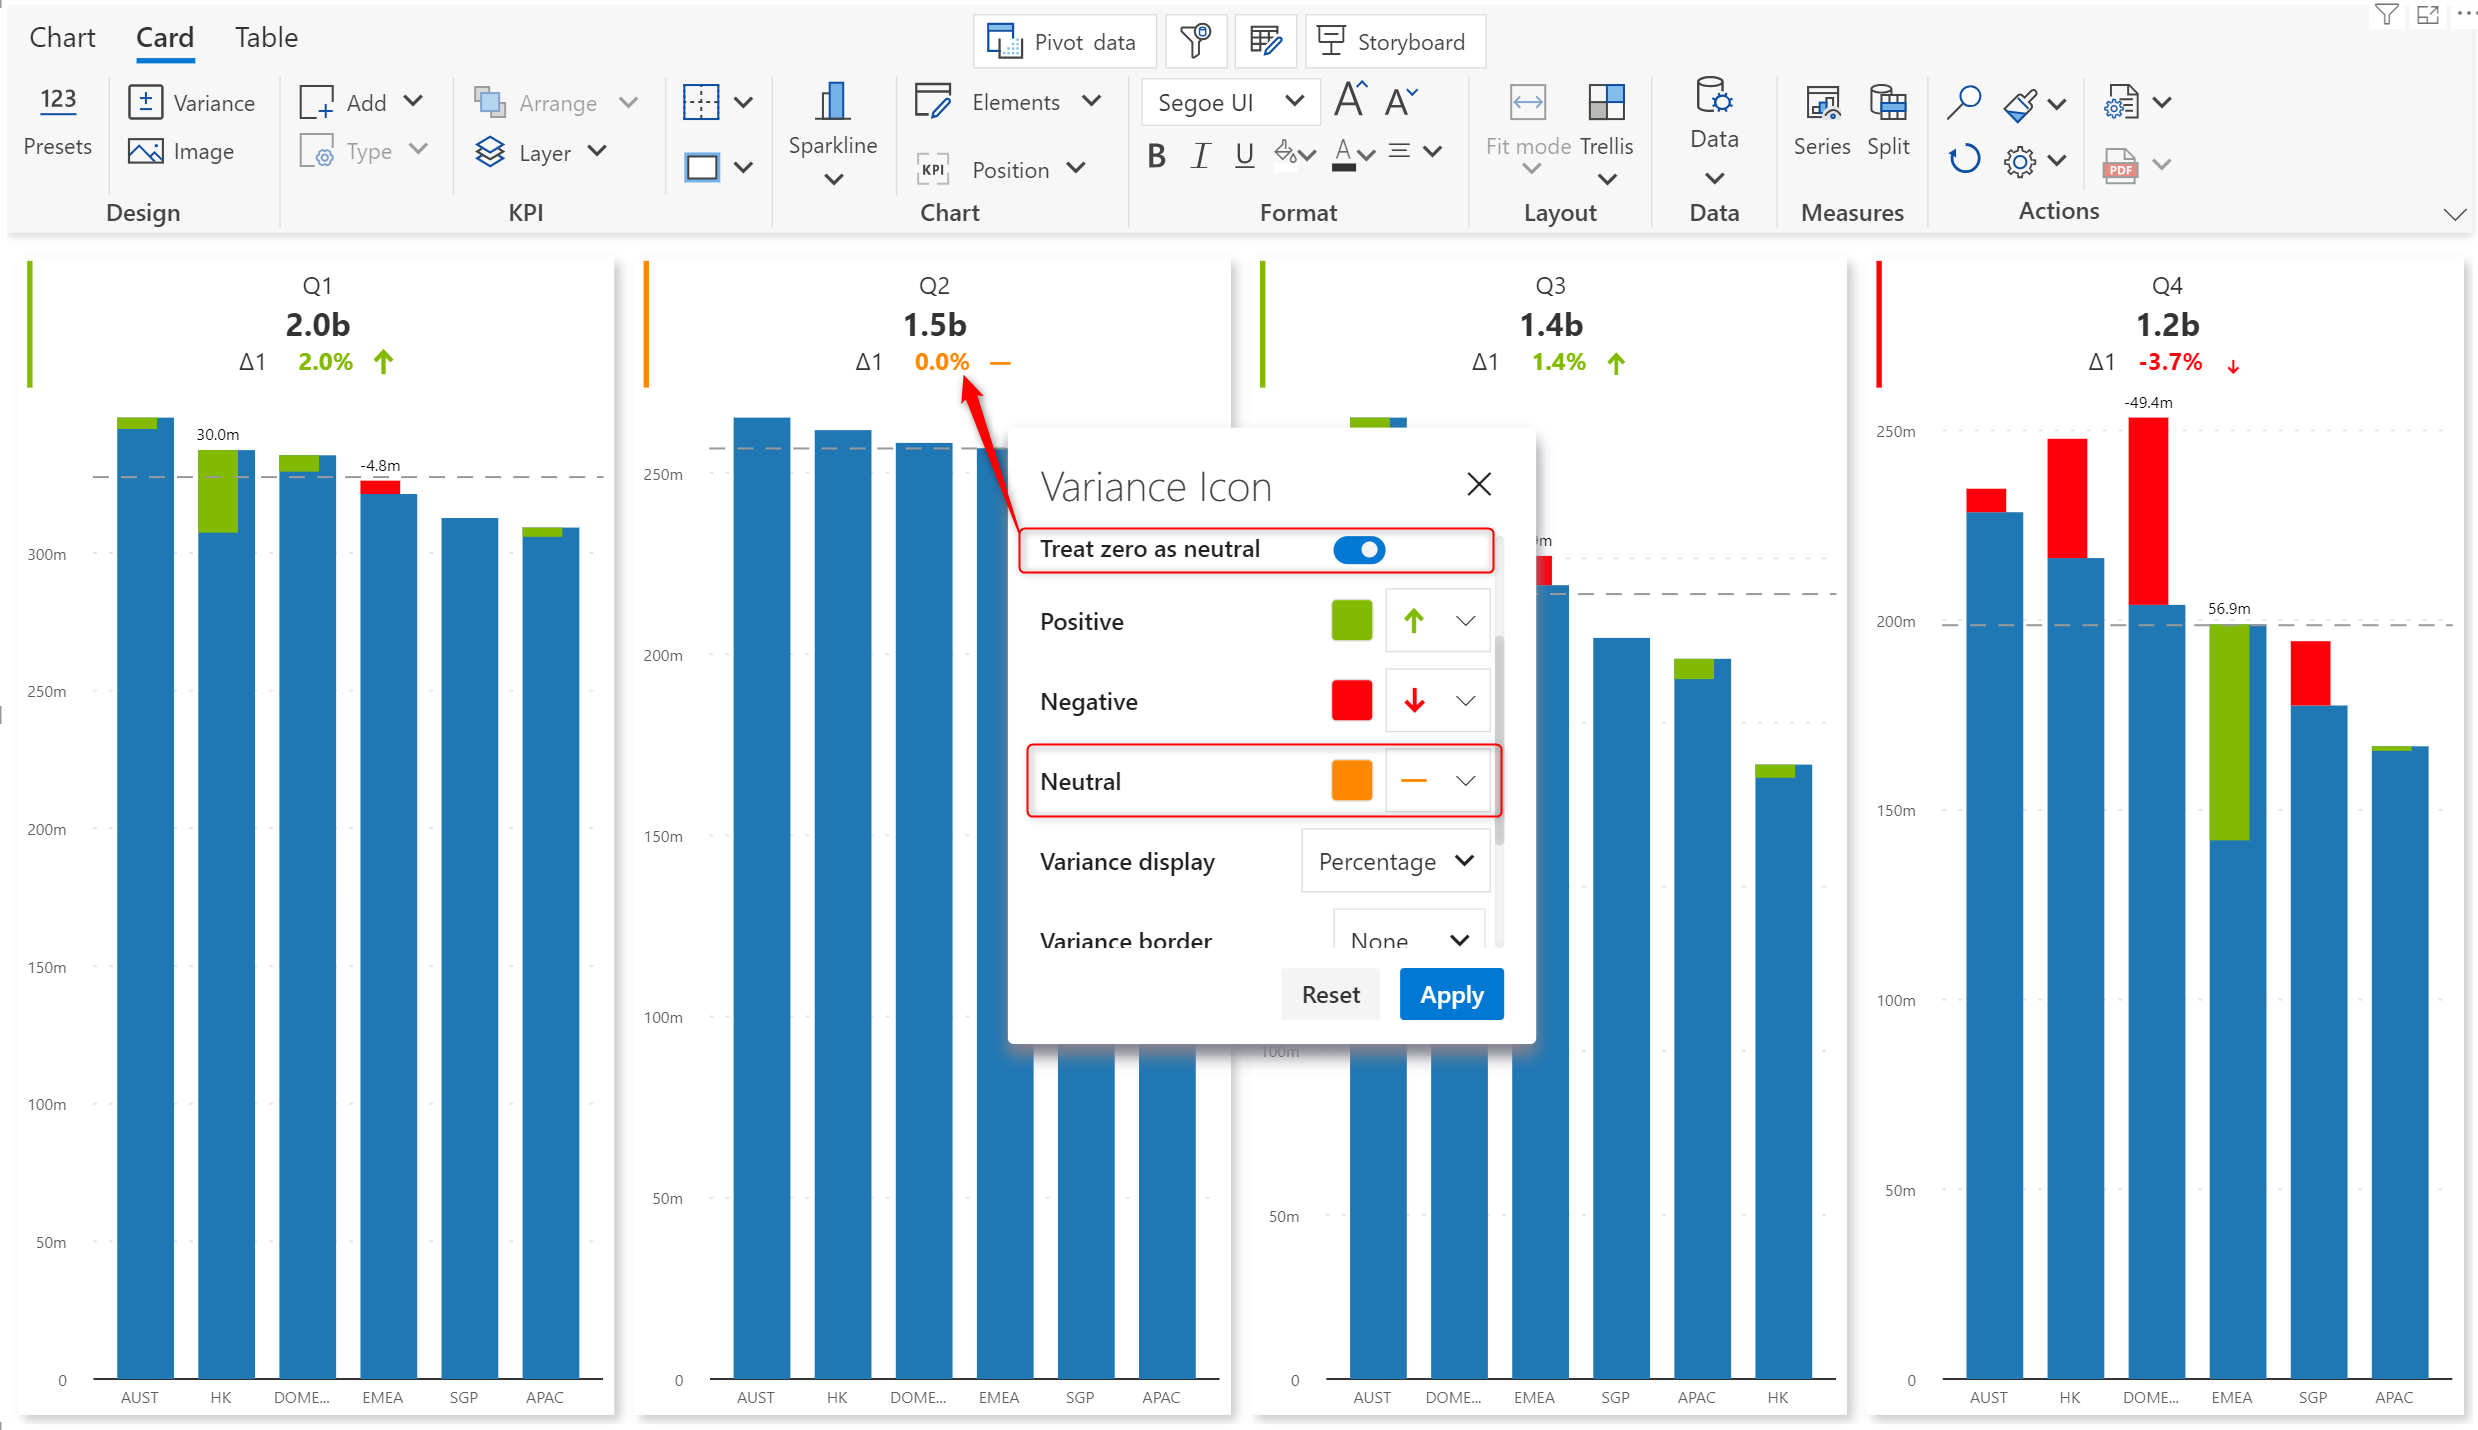 Chart Card Table
Pivot data
Storyboard
123
Presets
Variance
Image
Design
Add
Type
Arrange
Layer
KPI
Sparkline
Elements
KPI
Position
Chart
Segoe UI
A A
B I U A
Format
Fit mode
Trellis
Layout
Data
Data
Series
Split
Measures
PDF
Actions
Q1
2.0b
Δ1 2.0%
30.0m
-4.8m
300m
250m
200m
150m
100m
50m
0
AUST HK DOME... EMEA SGP APAC
Q2
1.5b
Δ1 0.0%
250m
200m
150m
100m
50m
0
AUST HK DOME... EMEA SGP APAC
Variance Icon
Treat zero as neutral
Positive
Negative
Neutral
Variance display Percentage
Variance border None
Reset Apply
Q3
1.4b
Δ1 1.4%
100m
50m
0
AUST DOME... EMEA SGP APAC HK
Q4
1.2b
Δ1 -3.7%
-49.4m
56.9m
250m
200m
150m
100m
50m
0
AUST HK DOME... EMEA SGP APAC